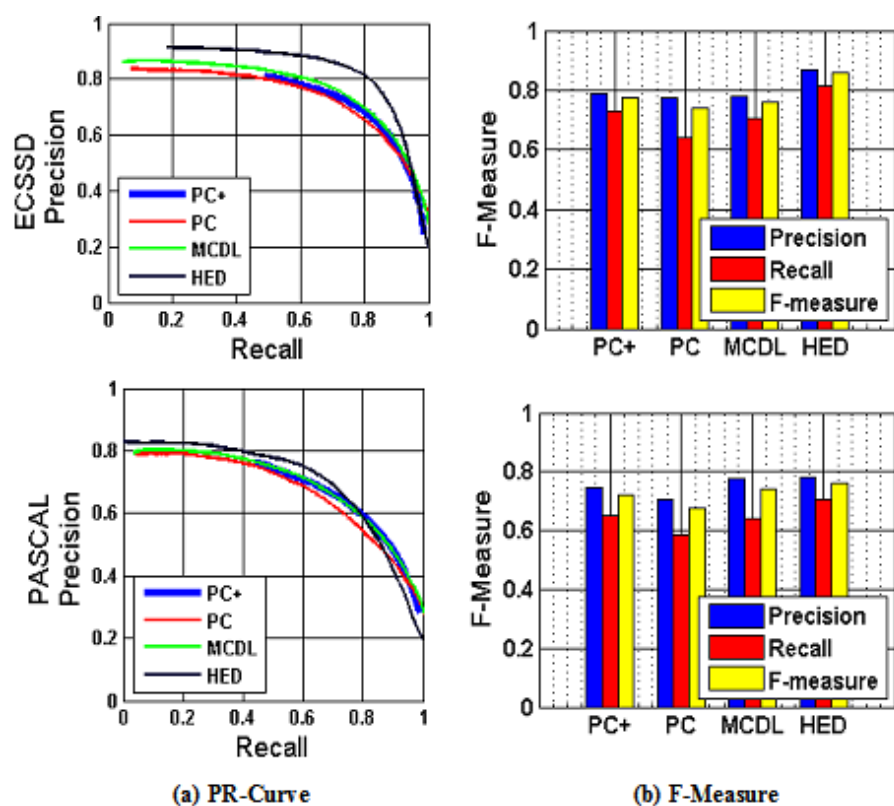 ECSSD
Precision
1
0.8
0.6
0.4
0.2
0
PC+
PC
MCDL
HED
0 0.2 0.4 0.6 0.8 1
Recall
F-Measure
1
0.8
0.6
0.4
0.2
0
Precision
Recall
F-measure
PC+ PC MCDL HED
PASCAL
Precision
1
0.8
0.6
0.4
0.2
0
PC+
PC
MCDL
HED
0 0.2 0.4 0.6 0.8 1
Recall
F-Measure
1
0.8
0.6
0.4
0.2
0
Precision
Recall
F-measure
PC+ PC MCDL HED
(a) PR-Curve
(b) F-Measure